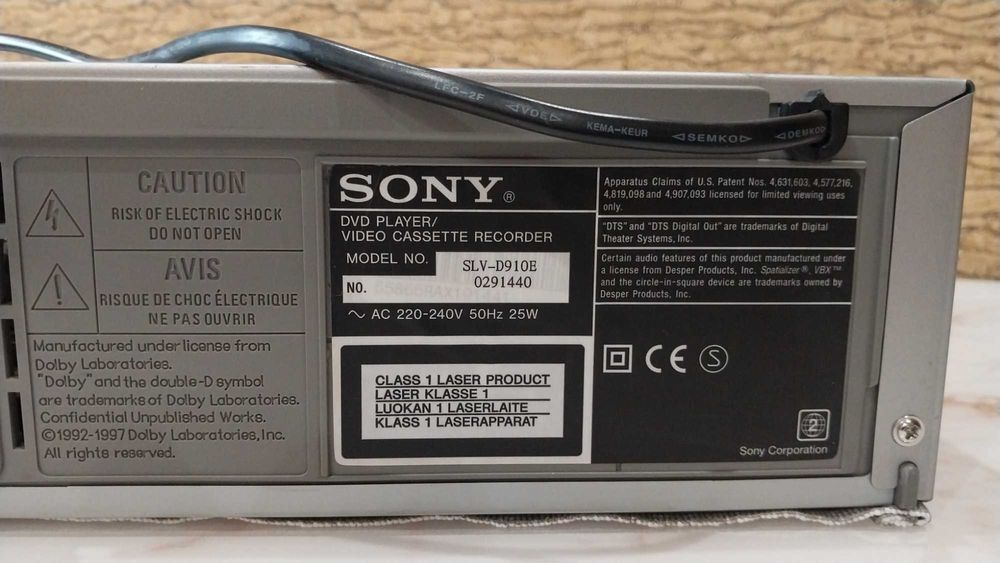 LFC-2F
VDE
KEMA-KEUR
SEMKO
DEMKO
CAUTION
RISK OF ELECTRIC SHOCK
DO NOT OPEN
AVIS
RISQUE DE CHOC ÉLECTRIQUE
NE PAS OUVRIR
Manufactured under license from
Dolby Laboratories.
"Dolby" and the double-D symbol
are trademarks of Dolby Laboratories.
Confidential Unpublished Works.
©1992-1997 Dolby Laboratories, Inc.
All rights reserved.
SONY®
DVD PLAYER/
VIDEO CASSETTE RECORDER
MODEL NO. SLV-D910E
NO. 0291440
~ AC 220-240V 50Hz 25W
CLASS 1 LASER PRODUCT
LASER KLASSE 1
LUOKAN 1 LASERLAITE
KLASS 1 LASERAPPARAT
Apparatus Claims of U.S. Patent Nos. 4,631,603, 4,577,216,
4,819,098 and 4,907,093 licensed for limited viewing uses
only.
"DTS" and "DTS Digital Out" are trademarks of Digital
Theater Systems, Inc.
Certain audio features of this product manufactured under
a license from Desper Products, Inc. Spatializer®, VBX™
and the circle-in-square device are trademarks owned by
Desper Products, Inc.
CE S
2
Sony Corporation